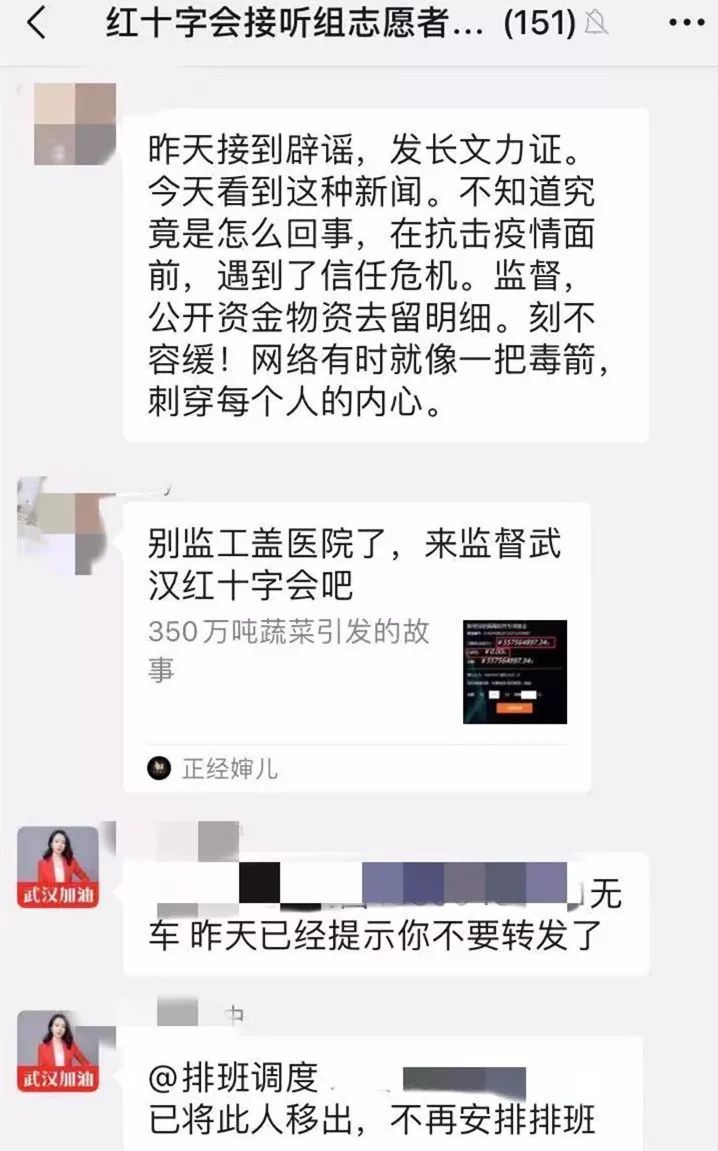 红十字会接听组志愿者... (151)
昨天接到辟谣，发长文力证。
今天看到这种新闻。不知道究
竟是怎么回事，在抗击疫情面
前，遇到了信任危机。监督，
公开资金物资去留明细。刻不
容缓！网络有时就像一把毒箭，
刺穿每个人的内心。
别监工盖医院了，来监督武
汉红十字会吧
350万吨蔬菜引发的故
事
¥557564897.34
¥0.00
¥557564897.34
正经婶儿
武汉加油
无
车 昨天已经提示你不要转发了
中
武汉加油
@排班调度
已将此人移出，不再安排排班